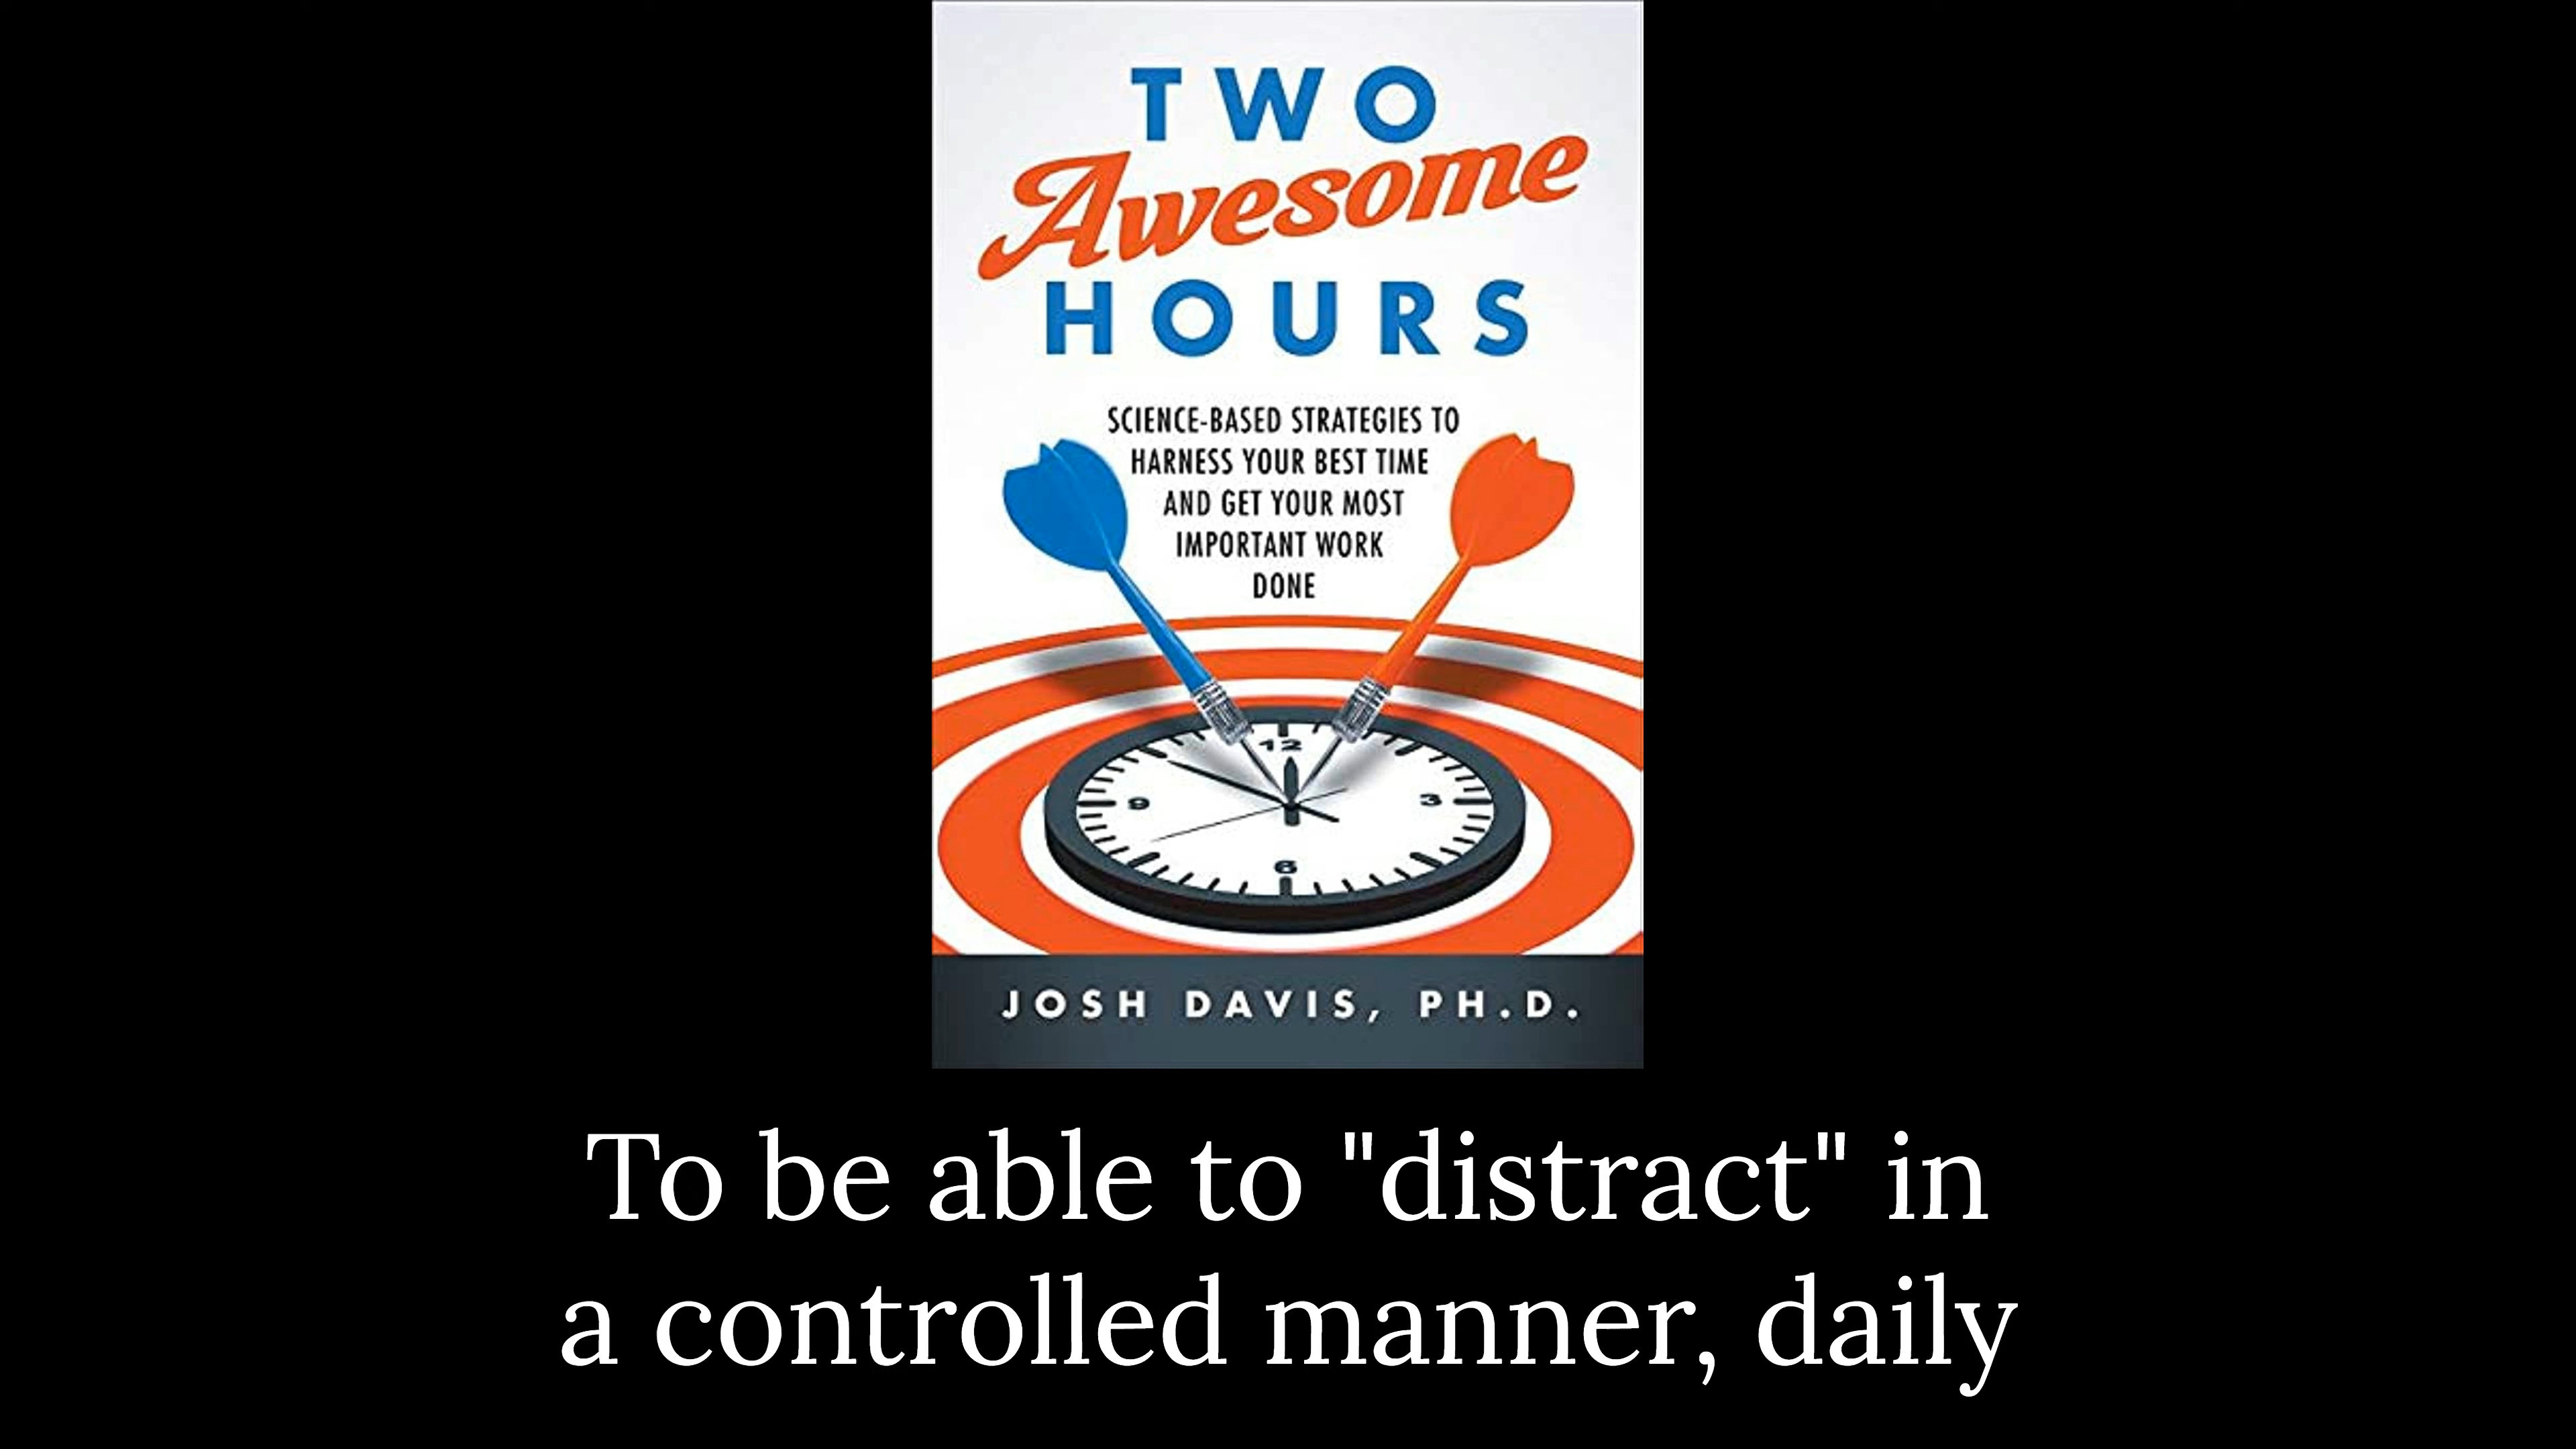 TWO
Awesome
HOURS
SCIENCE-BASED STRATEGIES TO
HARNESS YOUR BEST TIME
AND GET YOUR MOST
IMPORTANT WORK
DONE
12
9
3
6
JOSH DAVIS, PH.D.
To be able to "distract" in
a controlled manner, daily